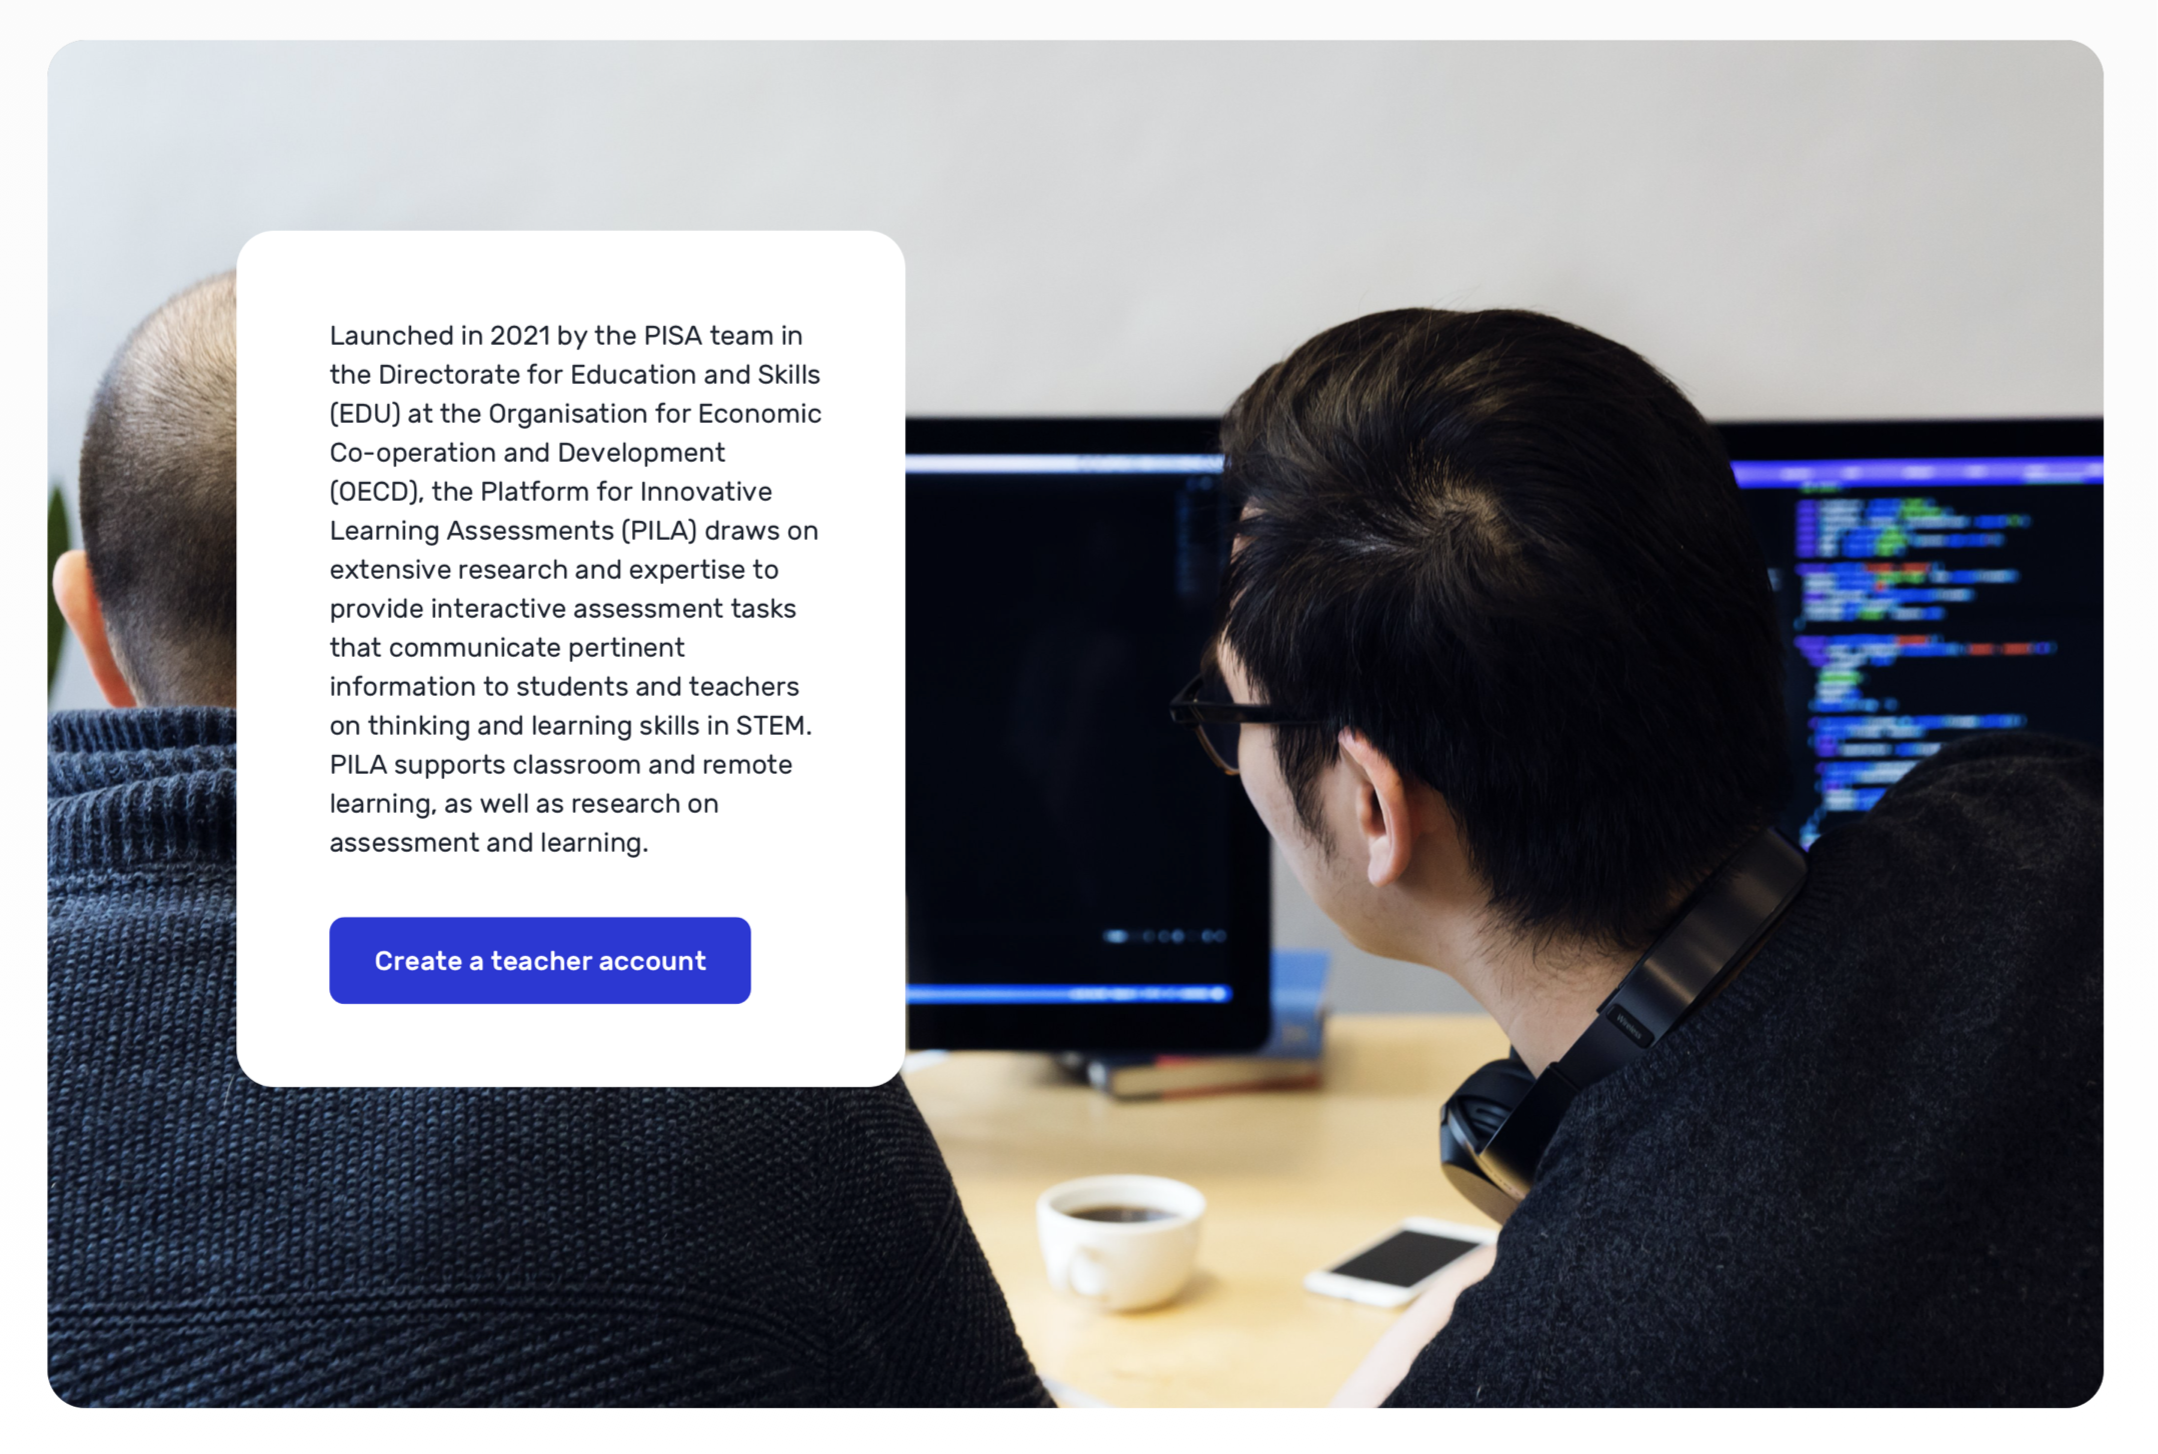 Launched in 2021 by the PISA team in
the Directorate for Education and Skills
(EDU) at the Organisation for Economic
Co-operation and Development
(OECD), the Platform for Innovative
Learning Assessments (PILA) draws on
extensive research and expertise to
provide interactive assessment tasks
that communicate pertinent
information to students and teachers
on thinking and learning skills in STEM.
PILA supports classroom and remote
learning, as well as research on
assessment and learning.
Create a teacher account
Wireless